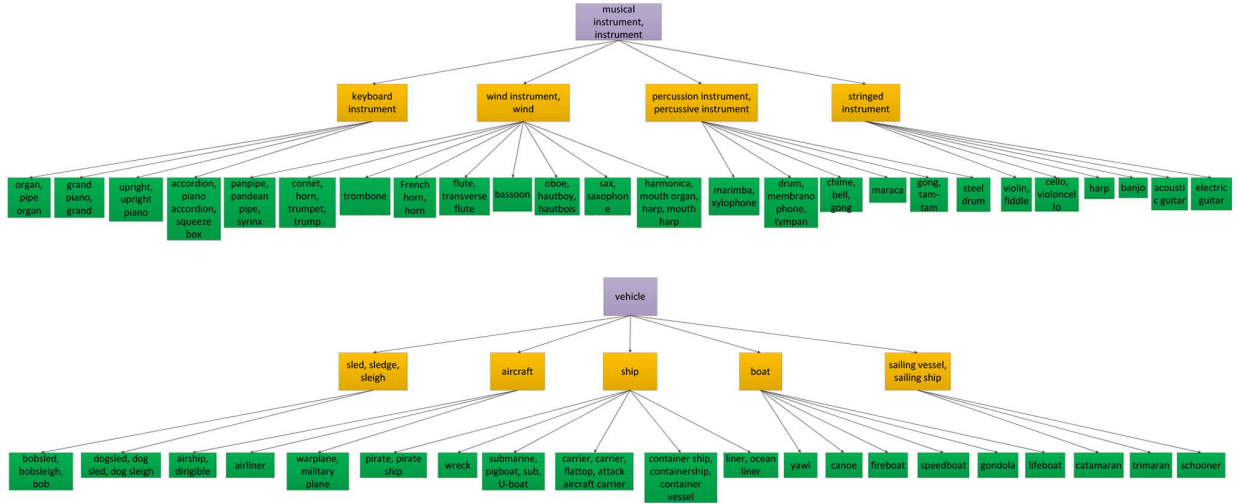 musical
instrument,
instrument
keyboard
instrument
wind instrument,
wind
percussion instrument,
percussive instrument
stringed
instrument
organ,
pipe
organ
grand
piano,
grand
upright,
upright
piano
accordion,
piano
accordion,
squeeze
box
panpipe,
pandean
pipe,
syrinx
cornet,
horn,
trumpet,
trump
trombone
French
horn,
horn
flute,
transverse
flute
bassoon
oboe,
hautboy,
hautbois
sax,
saxophon
e
harmonica,
mouth organ,
harp, mouth
harp
marimba,
xylophone
drum,
membrano
phone,
tympan
chime,
bell,
gong
maraca
gong,
tam-
tam
steel
drum
violin,
fiddle
cello,
violoncel
lo
harp
banjo
acousti
c guitar
electric
guitar
vehicle
sled, sledge,
sleigh
aircraft
ship
boat
sailing vessel,
sailing ship
bobsled,
bobsleigh,
bob
dogsled, dog
sled, dog sleigh
airship,
dirigible
airliner
warplane,
military
plane
pirate, pirate
ship
wreck
submarine,
pigboat, sub,
U-boat
carrier, carrier,
flattop, attack
aircraft carrier
container ship,
containership,
container
vessel
liner, ocean
liner
yawl
canoe
fireboat
speedboat
gondola
lifeboat
catamaran
trimaran
schooner